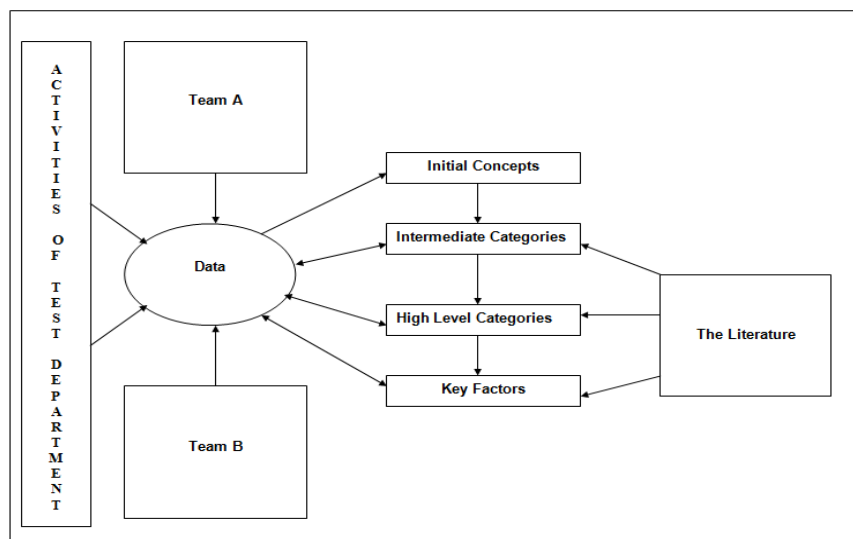 ACTIVITIES OF TEST DEPARTMENT
Team A
Initial Concepts
Intermediate Categories
Data
High Level Categories
The Literature
Key Factors
Team B